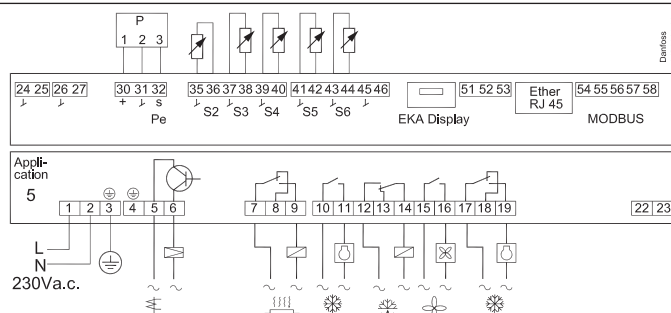 P
1 2 3
Danfoss
24 25 26 27 30 31 32 35 36 37 38 39 40 41 42 43 44 45 46 51 52 53 54 55 56 57 58
Ether
RJ 45
+ s S2 S3 S4 S5 S6
Pe EKA Display MODBUS
Appli-
cation
5
1 2 3 4 5 6 7 8 9 10 11 12 13 14 15 16 17 18 19 22 23
L
N
230Va.c.